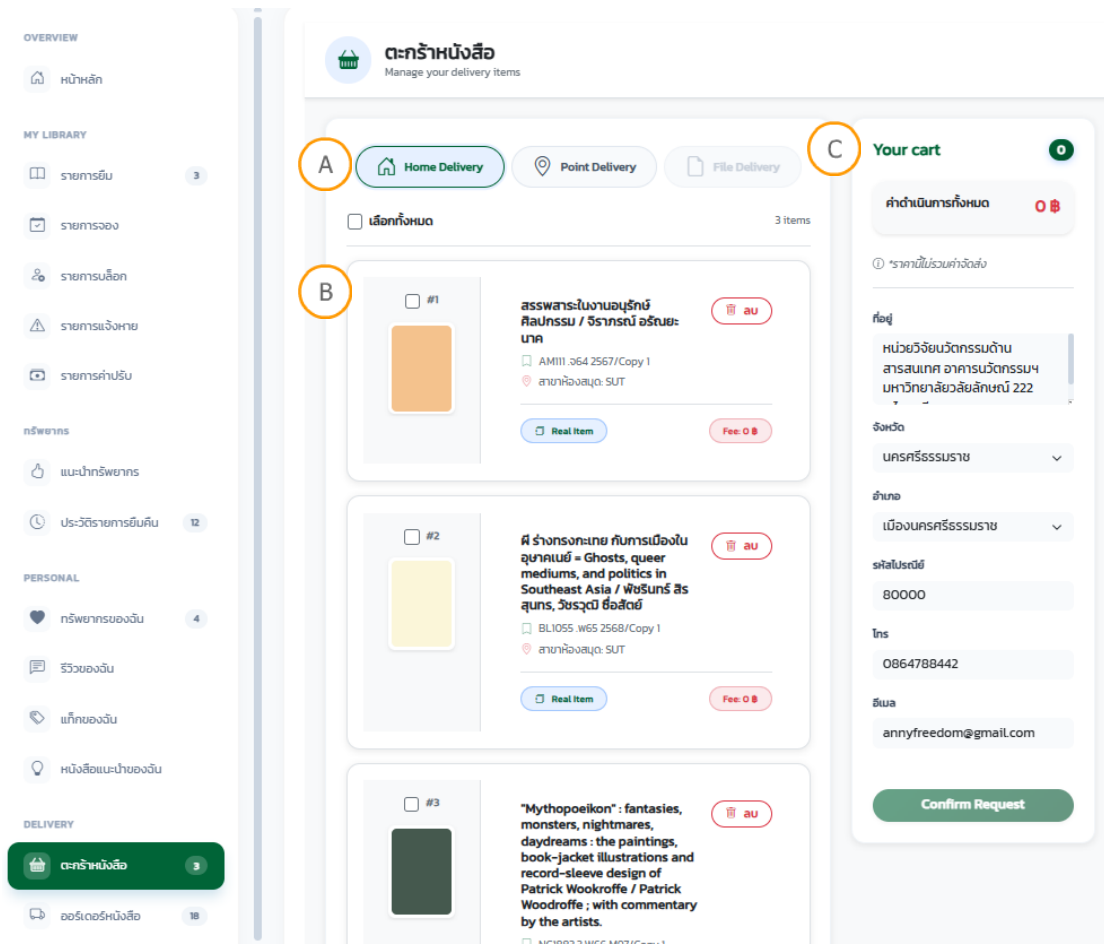 OVERVIEW
หน้าหลัก
MY LIBRARY
รายการยืม 3
รายการจอง
รายการบล็อก
รายการแจ้งหาย
รายการค่าปรับ
ทรัพยากร
แนะนำทรัพยากร
ประวัติรายการยืมคืน 12
PERSONAL
ทรัพยากรของฉัน 4
รีวิวของฉัน
แท็กของฉัน
หนังสือแนะนำของฉัน
DELIVERY
ตะกร้าหนังสือ 3
ออร์เดอร์หนังสือ 18
ตะกร้าหนังสือ
Manage your delivery items
A
Home Delivery
Point Delivery
File Delivery
เลือกทั้งหมด
3 items
B
#1
สรรพสาระในงานอนุรักษ์
ศิลปกรรม / จิราภรณ์ อรัณยะ
นาค
ลบ
AM111 .จ64 2567/Copy 1
สาขาห้องสมุด: SUT
Real Item
Fee: 0 ฿
#2
ผี ร่างทรงกะเทย กับการเมืองใน
อุษาคเนย์ = Ghosts, queer
mediums, and politics in
Southeast Asia / พัชรินทร์ สิร
สุนทร, วัชรวุฒิ ซื่อสัตย์
ลบ
BL1055 .พ65 2568/Copy 1
สาขาห้องสมุด: SUT
Real Item
Fee: 0 ฿
#3
"Mythopoeikon" : fantasies,
monsters, nightmares,
daydreams : the paintings,
book-jacket illustrations and
record-sleeve design of
Patrick Wookroffe / Patrick
Woodroffe ; with commentary
by the artists.
ลบ
C
Your cart 0
ค่าดำเนินการทั้งหมด 0 ฿
*ราคานี้ไม่รวมค่าจัดส่ง
ที่อยู่
หน่วยวิจัยนวัตกรรมด้าน
สารสนเทศ อาคารนวัตกรรมฯ
มหาวิทยาลัยวลัยลักษณ์ 222
จังหวัด
นครศรีธรรมราช
อำเภอ
เมืองนครศรีธรรมราช
รหัสไปรณีย์
80000
โทร
0864788442
อีเมล
annyfreedom@gmail.com
Confirm Request